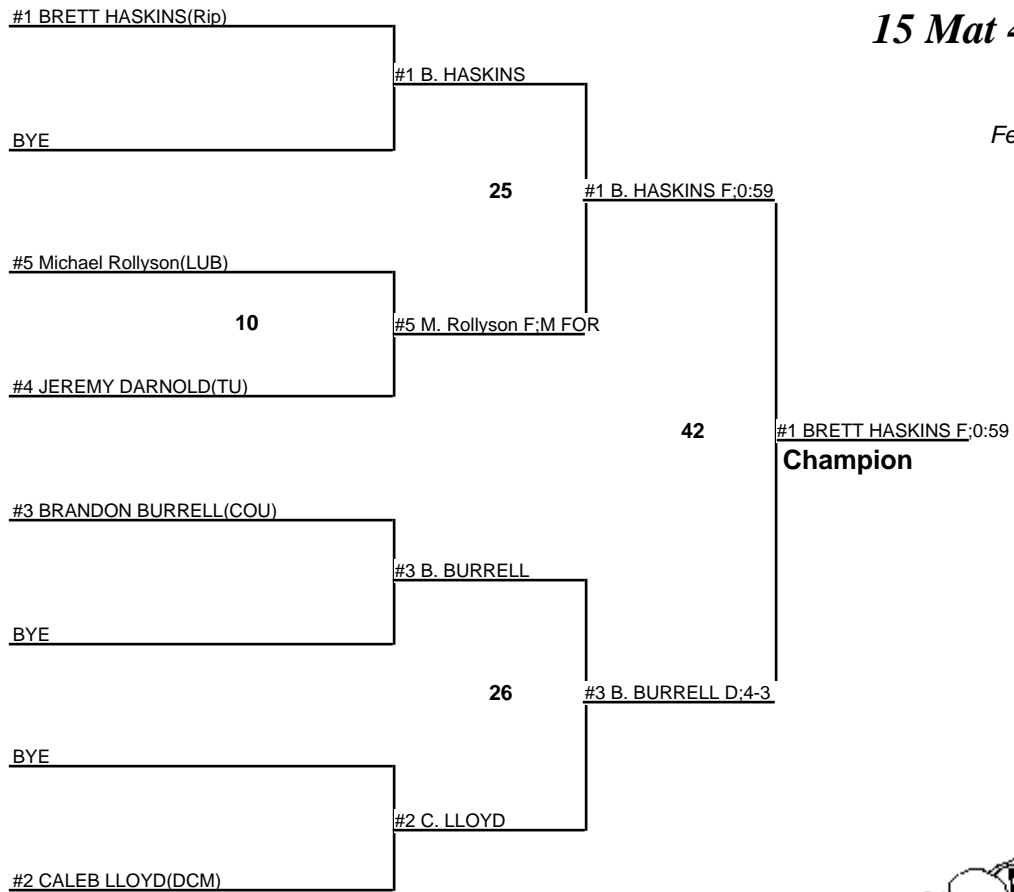 #1 BRETT HASKINS(Rip)
15 Mat 4
#1 B. HASKINS
BYE
25
#1 B. HASKINS F;0:59
#5 Michael Rollyson(LUB)
10
#5 M. Rollyson F;M FOR
#4 JEREMY DARNOLD(TU)
42
#1 BRETT HASKINS F;0:59
Champion
#3 BRANDON BURRELL(COU)
#3 B. BURRELL
BYE
26
#3 B. BURRELL D;4-3
BYE
#2 C. LLOYD
#2 CALEB LLOYD(DCM)